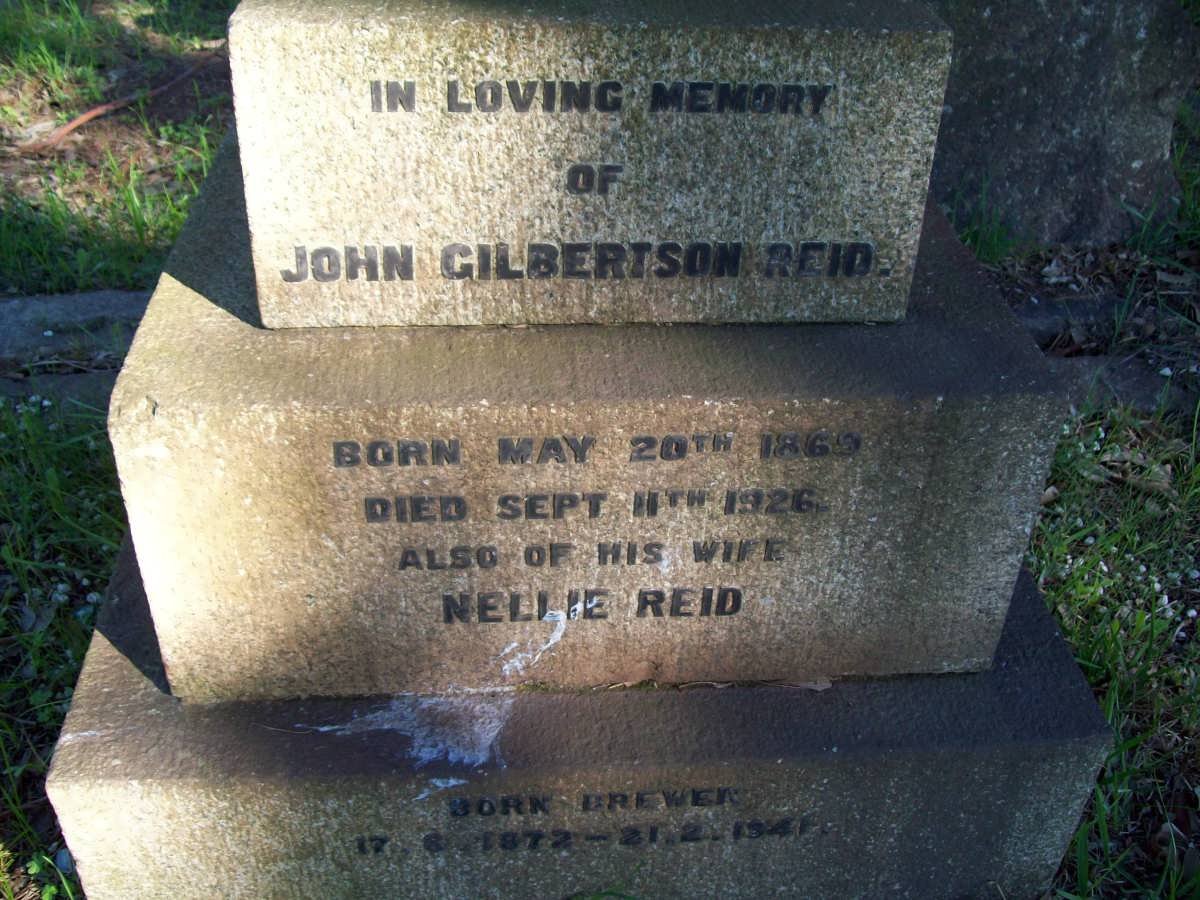 IN LOVING MEMORY
OF
JOHN GILBERTSON REID.
BORN MAY 20TH 1869
DIED SEPT 11TH 1926.
ALSO OF HIS WIFE
NELLIE REID
BORN BREWER
17. 6. 1872 – 21.2.1941.